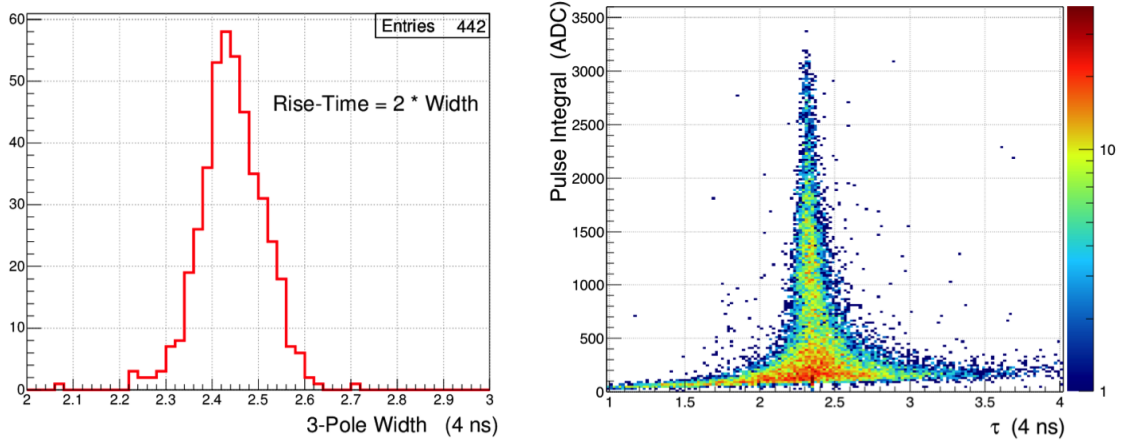 Entries 442
Rise-Time = 2 * Width
60
50
40
30
20
10
0
2 2.1 2.2 2.3 2.4 2.5 2.6 2.7 2.8 2.9 3
3-Pole Width (4 ns)
Pulse Integral (ADC)
3500
3000
2500
2000
1500
1000
500
0
1 1.5 2 2.5 3 3.5 4
τ (4 ns)
10
1